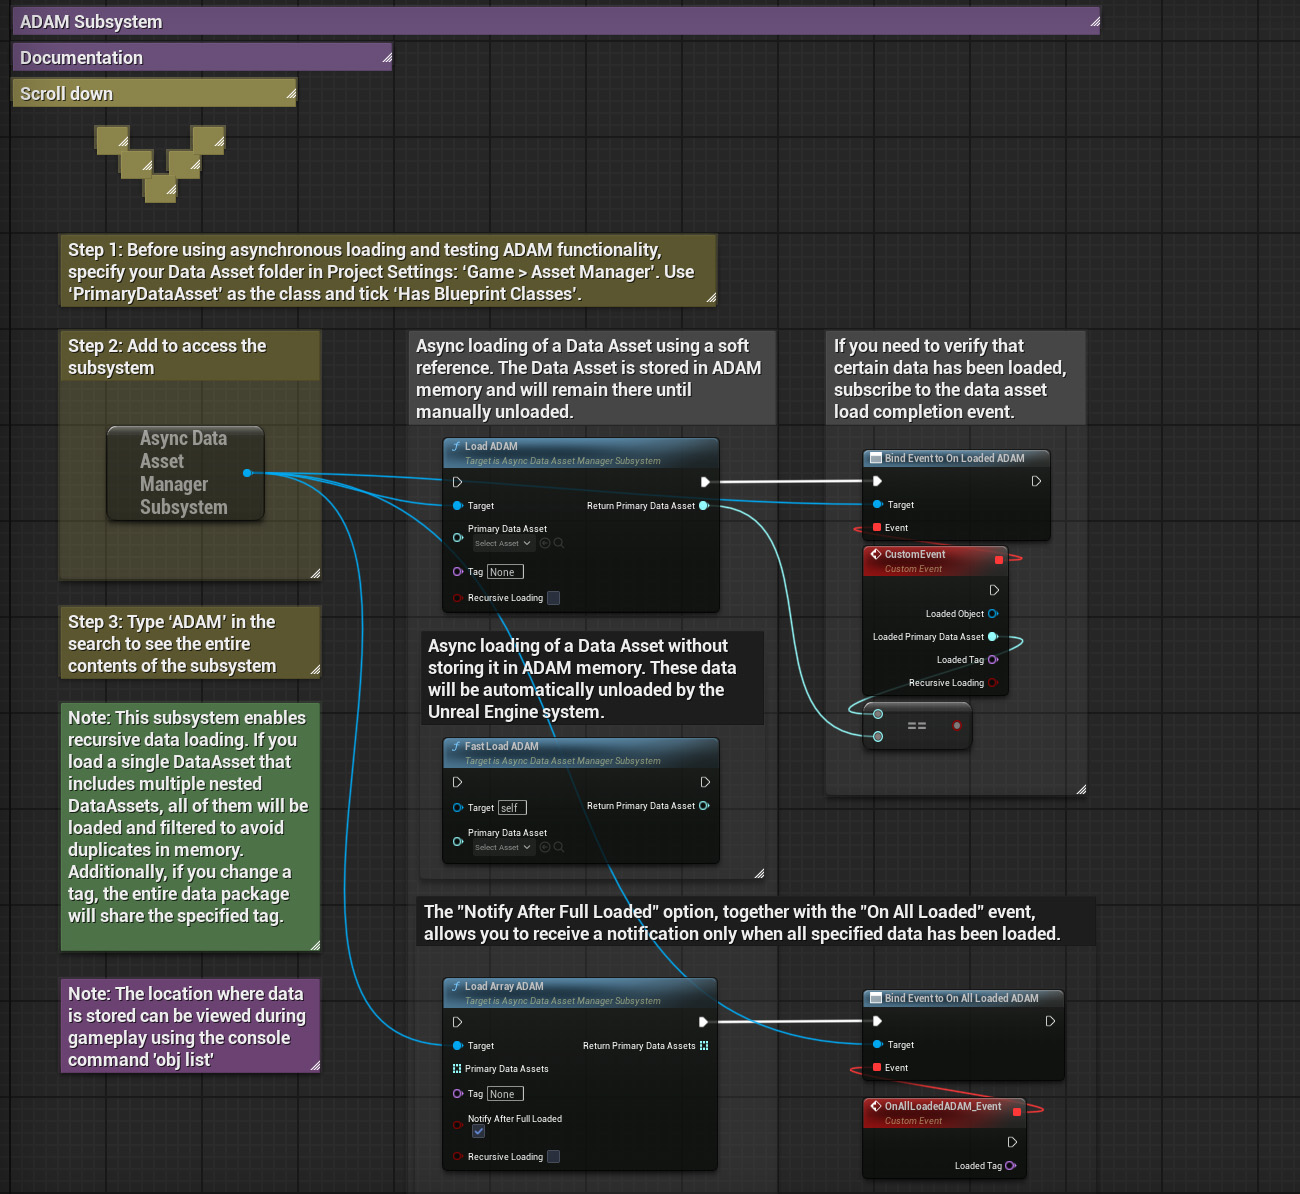 ADAM Subsystem
Documentation
Scroll down
Step 1: Before using asynchronous loading and testing ADAM functionality,
specify your Data Asset folder in Project Settings: ‘Game > Asset Manager’. Use
‘PrimaryDataAsset’ as the class and tick ‘Has Blueprint Classes’.
Step 2: Add to access the
subsystem
Async Data
Asset
Manager
Subsystem
Step 3: Type ‘ADAM’ in the
search to see the entire
contents of the subsystem
Note: This subsystem enables
recursive data loading. If you
load a single DataAsset that
includes multiple nested
DataAssets, all of them will be
loaded and filtered to avoid
duplicates in memory.
Additionally, if you change a
tag, the entire data package
will share the specified tag.
Note: The location where data
is stored can be viewed during
gameplay using the console
command 'obj list'
Async loading of a Data Asset using a soft
reference. The Data Asset is stored in ADAM
memory and will remain there until
manually unloaded.
f Load ADAM
Target is Async Data Asset Manager Subsystem
Target
Return Primary Data Asset
Primary Data Asset
Select Asset
Tag None
Recursive Loading
Async loading of a Data Asset without
storing it in ADAM memory. These data
will be automatically unloaded by the
Unreal Engine system.
f Fast Load ADAM
Target is Async Data Asset Manager Subsystem
Target self
Return Primary Data Asset
Primary Data Asset
Select Asset
If you need to verify that
certain data has been loaded,
subscribe to the data asset
load completion event.
Bind Event to On Loaded ADAM
Target
Event
CustomEvent
Custom Event
Loaded Object
Loaded Primary Data Asset
Loaded Tag
Recursive Loading
==
The "Notify After Full Loaded" option, together with the "On All Loaded" event,
allows you to receive a notification only when all specified data has been loaded.
f Load Array ADAM
Target is Async Data Asset Manager Subsystem
Target
Return Primary Data Assets
Primary Data Assets
Tag None
Notify After Full Loaded
Recursive Loading
Bind Event to On All Loaded ADAM
Target
Event
OnAllLoadedADAM_Event
Custom Event
Loaded Tag